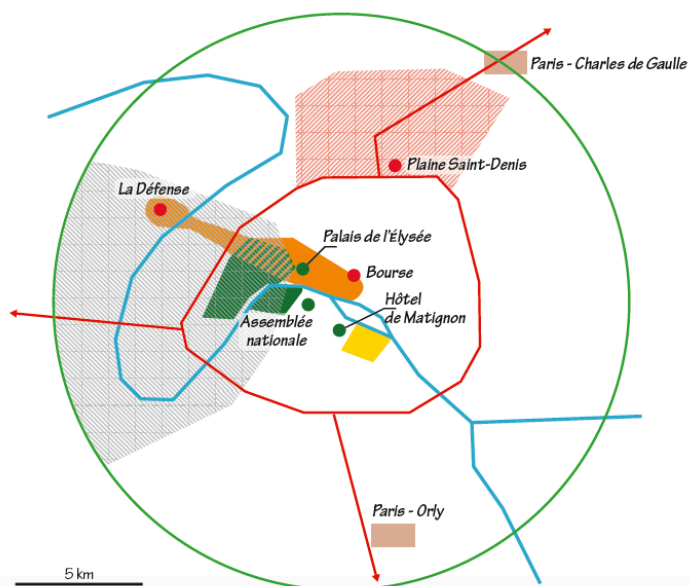 Paris - Charles de Gaulle
Plaine Saint-Denis
La Défense
Palais de l'Élysée
Bourse
Hôtel
de Matignon
Assemblée
nationale
Paris - Orly
5 km